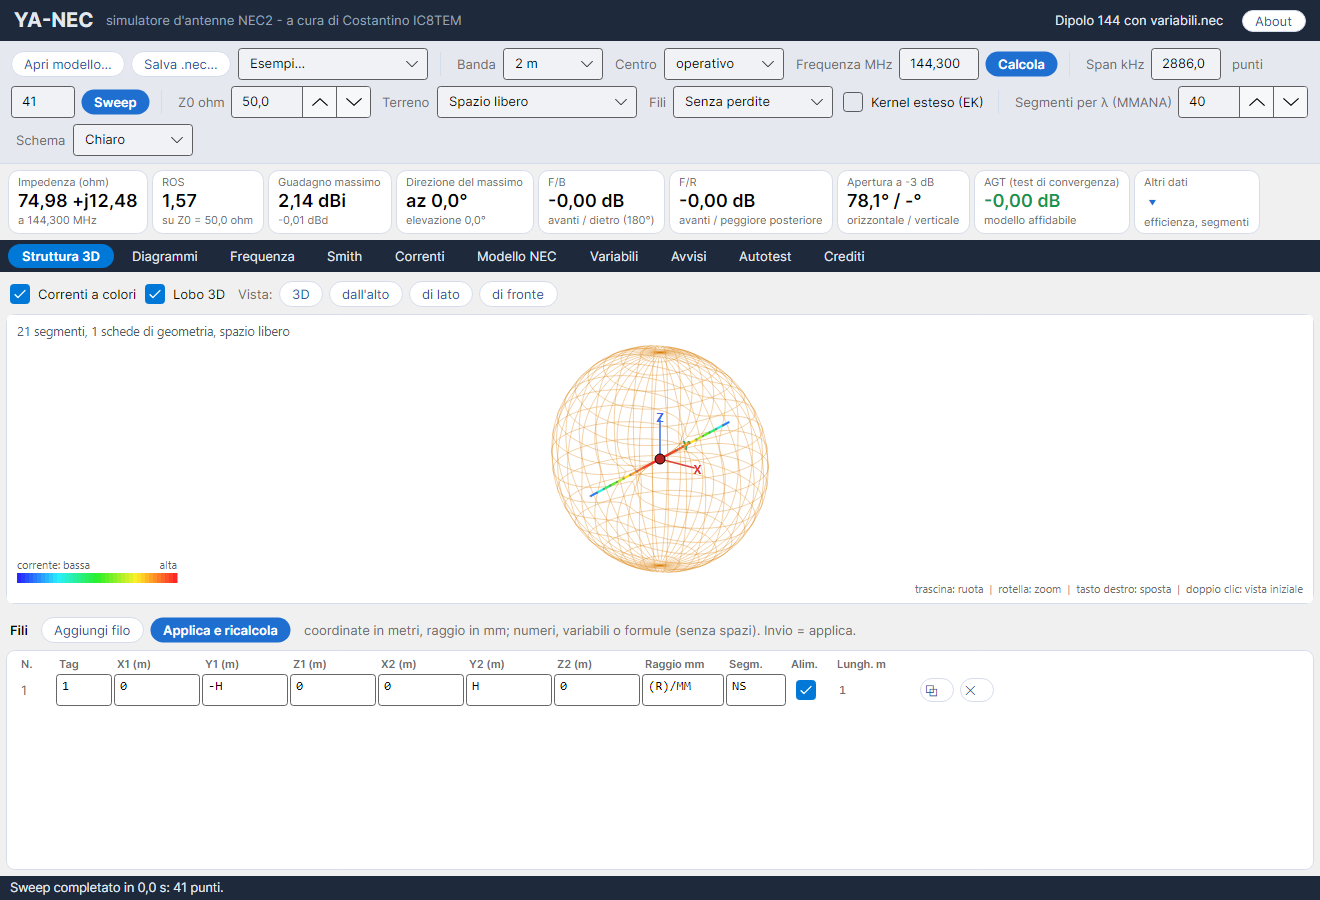 YA-NEC simulatore d'antenne NEC2 - a cura di Costantino IC8TEM Dipolo 144 con variabili.nec About
Apri modello... Salva .nec... Esempi... Banda 2 m Centro operativo Frequenza MHz 144,300 Calcola Span kHz 2886,0 punti
41 Sweep Z0 ohm 50,0 Terreno Spazio libero Fili Senza perdite Kernel esteso (EK) Segmenti per λ (MMANA) 40
Schema Chiaro
Impedenza (ohm) ROS Guadagno massimo Direzione del massimo F/B F/R Apertura a -3 dB AGT (test di convergenza) Altri dati
74,98 +j12,48 1,57 2,14 dBi az 0,0° -0,00 dB -0,00 dB 78,1° / -° -0,00 dB
a 144,300 MHz su Z0 = 50,0 ohm -0,01 dBd elevazione 0,0° avanti / dietro (180°) avanti / peggiore posteriore orizzontale / verticale modello affidabile efficienza, segmenti
Struttura 3D Diagrammi Frequenza Smith Correnti Modello NEC Variabili Avvisi Autotest Crediti
Correnti a colori Lobo 3D Vista: 3D dall'alto di lato di fronte
21 segmenti, 1 schede di geometria, spazio libero
Z
Y
X
corrente: bassa alta
trascina: ruota | rotella: zoom | tasto destro: sposta | doppio clic: vista iniziale
Fili Aggiungi filo Applica e ricalcola coordinate in metri, raggio in mm; numeri, variabili o formule (senza spazi). Invio = applica.
N. Tag X1 (m) Y1 (m) Z1 (m) X2 (m) Y2 (m) Z2 (m) Raggio mm Segm. Alim. Lungh. m
1 1 0 -H 0 0 H 0 (R)/MM NS 1
Sweep completato in 0,0 s: 41 punti.